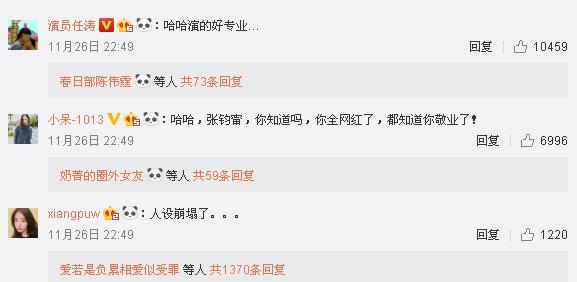 演员任涛：哈哈演的好专业...
11月26日 22:49 回复 10459
春日部陈伟霆 等人 共73条回复
小呆-1013：哈哈，张钧甯，你知道吗，你全网红了，都知道你敬业了！
11月26日 22:49 回复 6996
奶菁的圈外女友 等人 共59条回复
xiangpuw：人设崩塌了。。。
11月26日 22:49 回复 1220
爱若是负累相爱似受罪 等人 共1370条回复